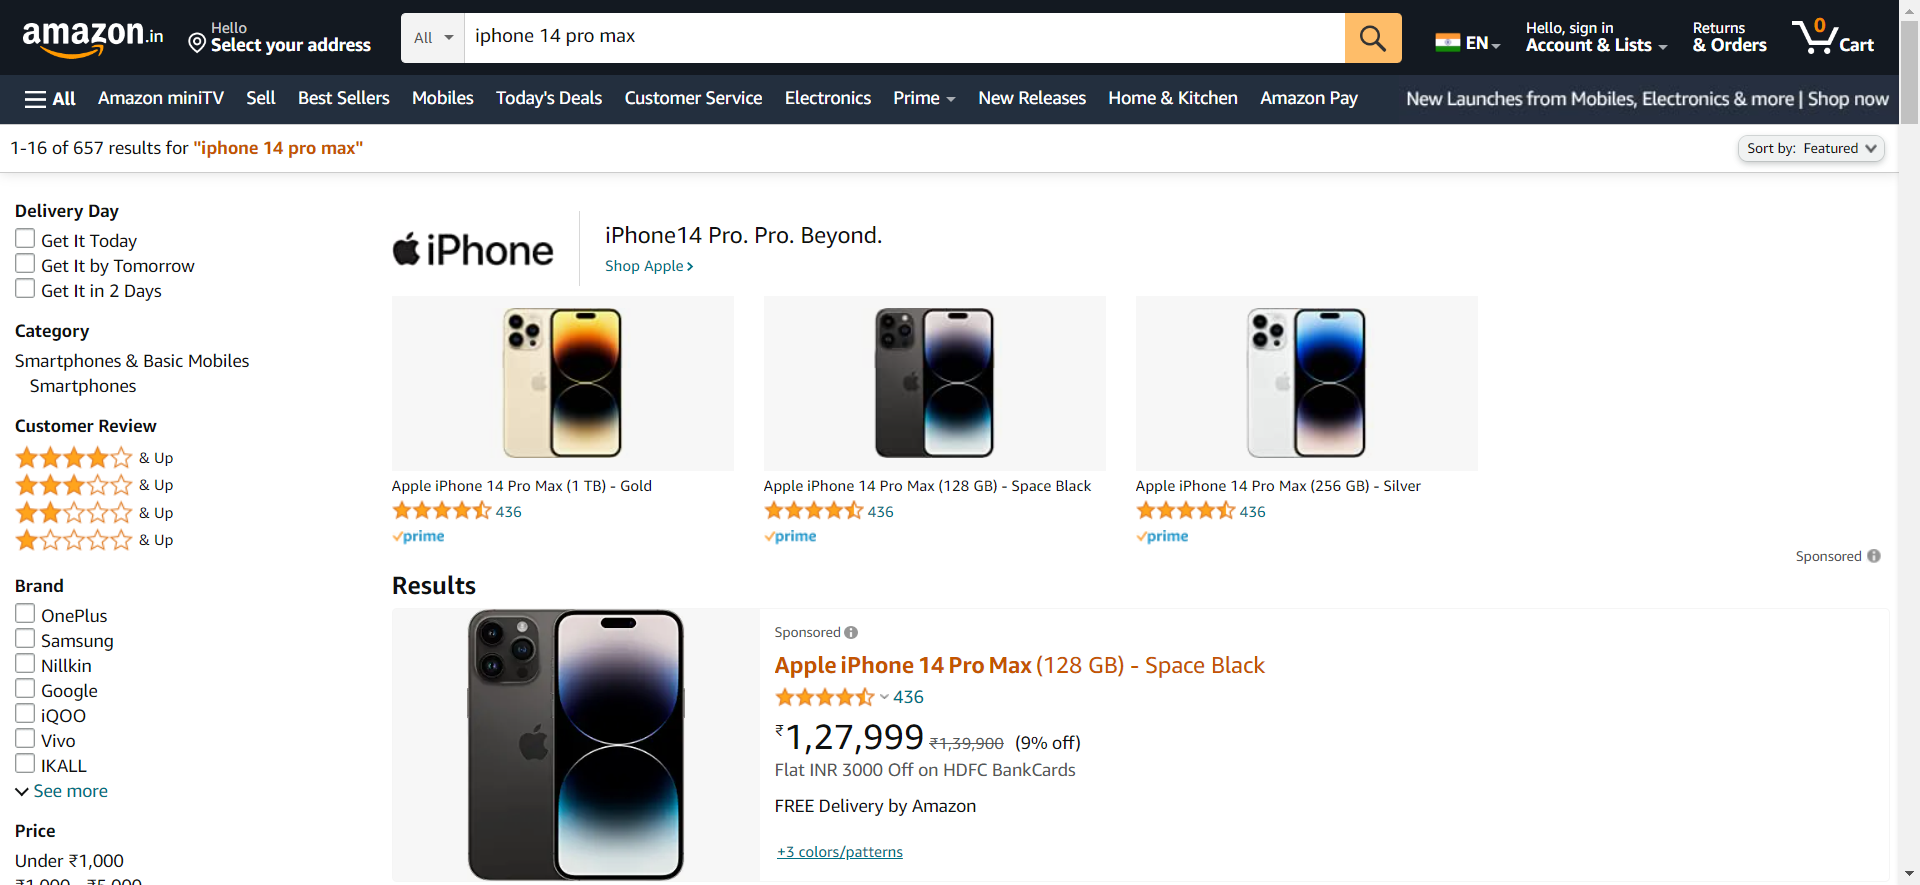 amazon.in
Hello
Select your address
All
iphone 14 pro max
EN
Hello, sign in
Account & Lists
Returns
& Orders
0
Cart
All
Amazon miniTV
Sell
Best Sellers
Mobiles
Today's Deals
Customer Service
Electronics
Prime
New Releases
Home & Kitchen
Amazon Pay
New Launches from Mobiles, Electronics & more | Shop now
1-16 of 657 results for "iphone 14 pro max"
Sort by: Featured
Delivery Day
Get It Today
Get It by Tomorrow
Get It in 2 Days
Category
Smartphones & Basic Mobiles
Smartphones
Customer Review
& Up
& Up
& Up
& Up
Brand
OnePlus
Samsung
Nillkin
Google
iQOO
Vivo
IKALL
See more
Price
Under ₹1,000
₹1,000 - ₹5,000
iPhone
iPhone14 Pro. Pro. Beyond.
Shop Apple
Apple iPhone 14 Pro Max (1 TB) - Gold
436
prime
Apple iPhone 14 Pro Max (128 GB) - Space Black
436
prime
Apple iPhone 14 Pro Max (256 GB) - Silver
436
prime
Sponsored
Results
Sponsored
Apple iPhone 14 Pro Max (128 GB) - Space Black
436
₹1,27,999 ₹1,39,900 (9% off)
Flat INR 3000 Off on HDFC BankCards
FREE Delivery by Amazon
+3 colors/patterns